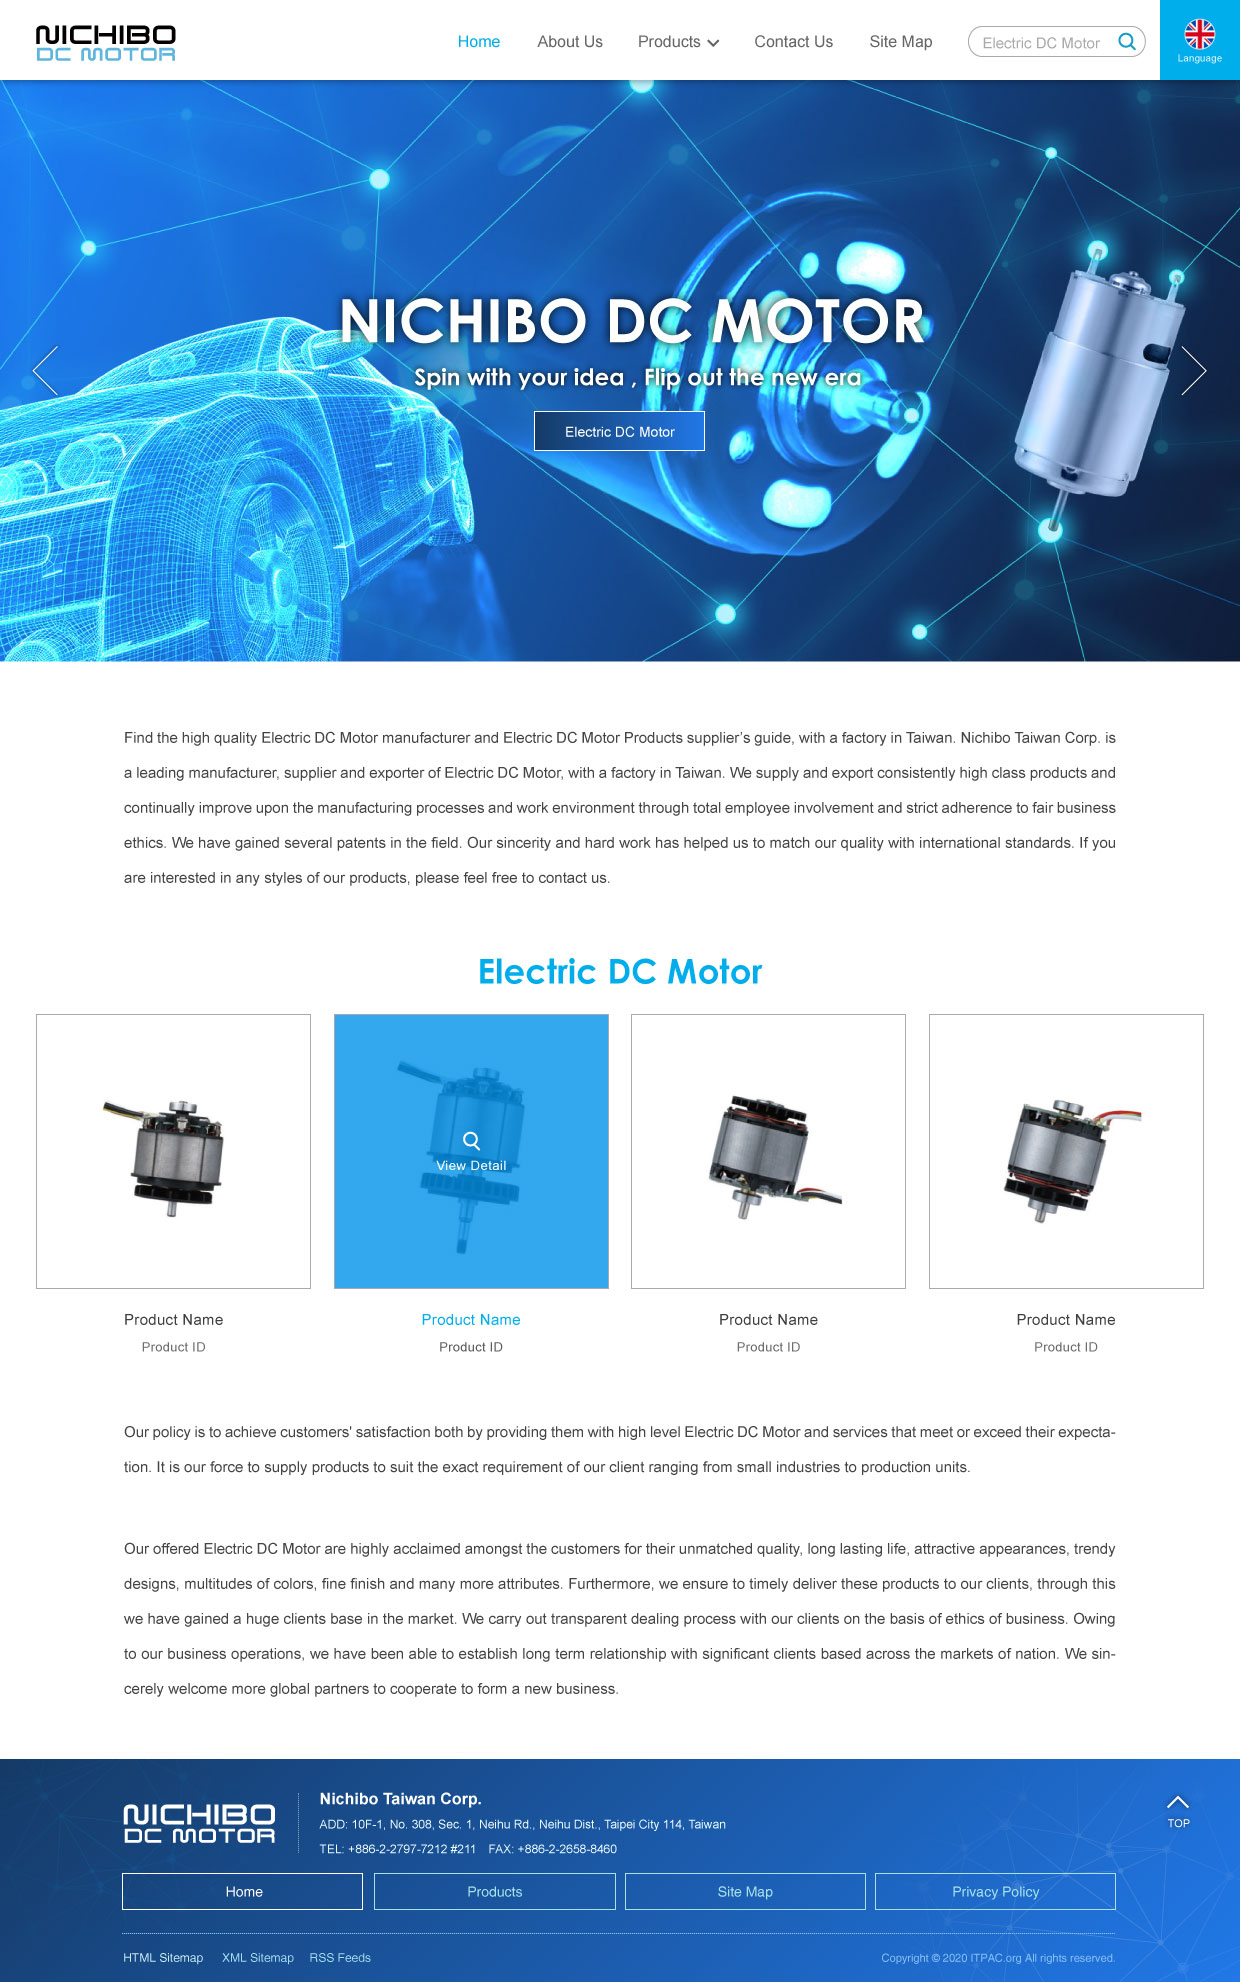 NICHIBO
DC MOTOR
Home
About Us
Products
Contact Us
Site Map
Electric DC Motor
Language
NICHIBO DC MOTOR
Spin with your idea , Flip out the new era
Electric DC Motor
Find the high quality Electric DC Motor manufacturer and Electric DC Motor Products supplier's guide, with a factory in Taiwan. Nichibo Taiwan Corp. is
a leading manufacturer, supplier and exporter of Electric DC Motor, with a factory in Taiwan. We supply and export consistently high class products and
continually improve upon the manufacturing processes and work environment through total employee involvement and strict adherence to fair business
ethics. We have gained several patents in the field. Our sincerity and hard work has helped us to match our quality with international standards. If you
are interested in any styles of our products, please feel free to contact us.
Electric DC Motor
View Detail
Product Name
Product ID
Product Name
Product ID
Product Name
Product ID
Product Name
Product ID
Our policy is to achieve customers' satisfaction both by providing them with high level Electric DC Motor and services that meet or exceed their expecta-
tion. It is our force to supply products to suit the exact requirement of our client ranging from small industries to production units.
Our offered Electric DC Motor are highly acclaimed amongst the customers for their unmatched quality, long lasting life, attractive appearances, trendy
designs, multitudes of colors, fine finish and many more attributes. Furthermore, we ensure to timely deliver these products to our clients, through this
we have gained a huge clients base in the market. We carry out transparent dealing process with our clients on the basis of ethics of business. Owing
to our business operations, we have been able to establish long term relationship with significant clients based across the markets of nation. We sin-
cerely welcome more global partners to cooperate to form a new business.
NICHIBO
DC MOTOR
Nichibo Taiwan Corp.
ADD: 10F-1, No. 308, Sec. 1, Neihu Rd., Neihu Dist., Taipei City 114, Taiwan
TEL: +886-2-2797-7212 #211 FAX: +886-2-2658-8460
TOP
Home
Products
Site Map
Privacy Policy
HTML Sitemap
XML Sitemap
RSS Feeds
Copyright © 2020 ITPAC.org All rights reserved.